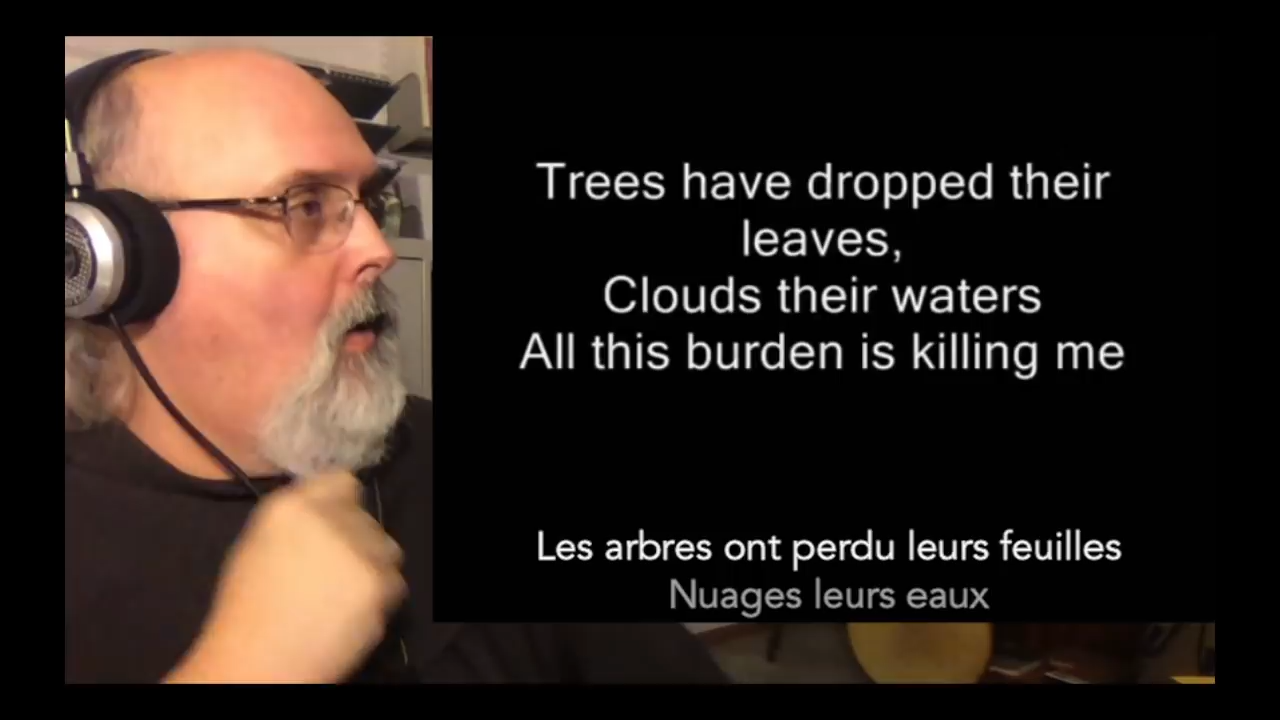 Trees have dropped their
leaves,
Clouds their waters
All this burden is killing me
Les arbres ont perdu leurs feuilles
Nuages leurs eaux